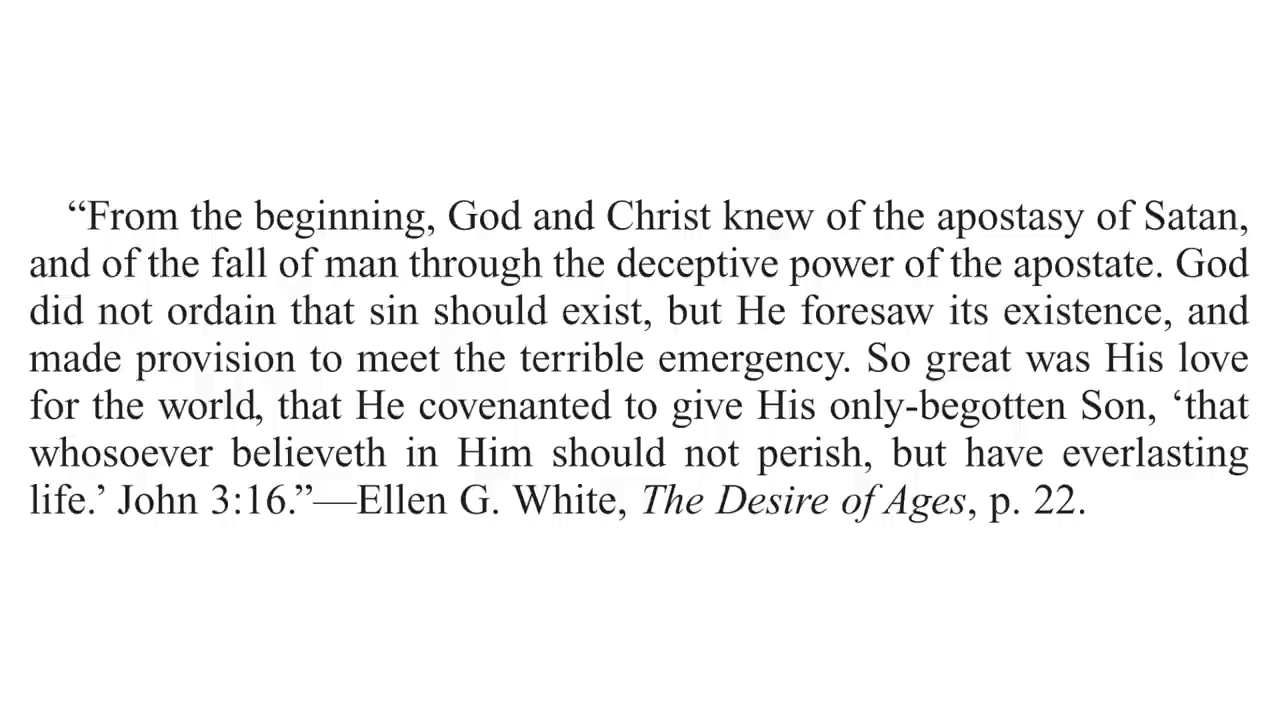 “From the beginning, God and Christ knew of the apostasy of Satan,
and of the fall of man through the deceptive power of the apostate. God
did not ordain that sin should exist, but He foresaw its existence, and
made provision to meet the terrible emergency. So great was His love
for the world, that He covenanted to give His only-begotten Son, ‘that
whosoever believeth in Him should not perish, but have everlasting
life.’ John 3:16.”—Ellen G. White, The Desire of Ages, p. 22.